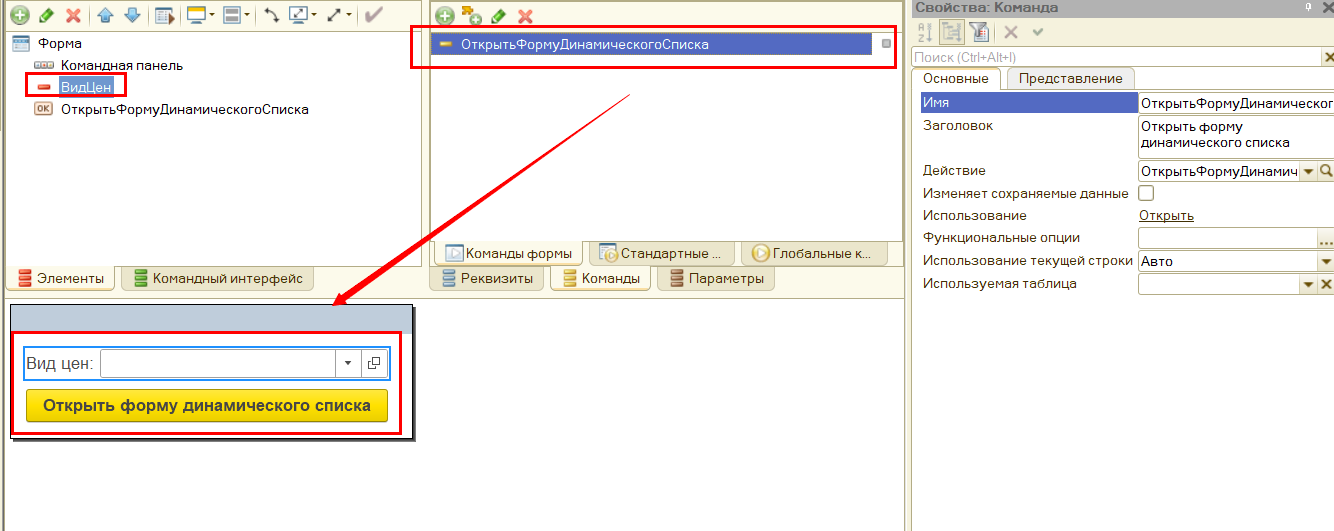 Форма
Командная панель
ВидЦен
OK
ОткрытьФормуДинамическогоСписка
Элементы
Командный интерфейс
ОткрытьФормуДинамическогоСписка
Команды формы
Стандартные ...
Глобальные к...
Реквизиты
Команды
Параметры
Свойства: Команда
Поиск (Ctrl+Alt+I)
Основные
Представление
Имя
ОткрытьФормуДинамическог
Заголовок
Открыть форму
динамического списка
Действие
ОткрытьФормуДинамич
Изменяет сохраняемые данные
Использование
Открыть
Функциональные опции
...
Использование текущей строки
Авто
Используемая таблица
Вид цен:
Открыть форму динамического списка